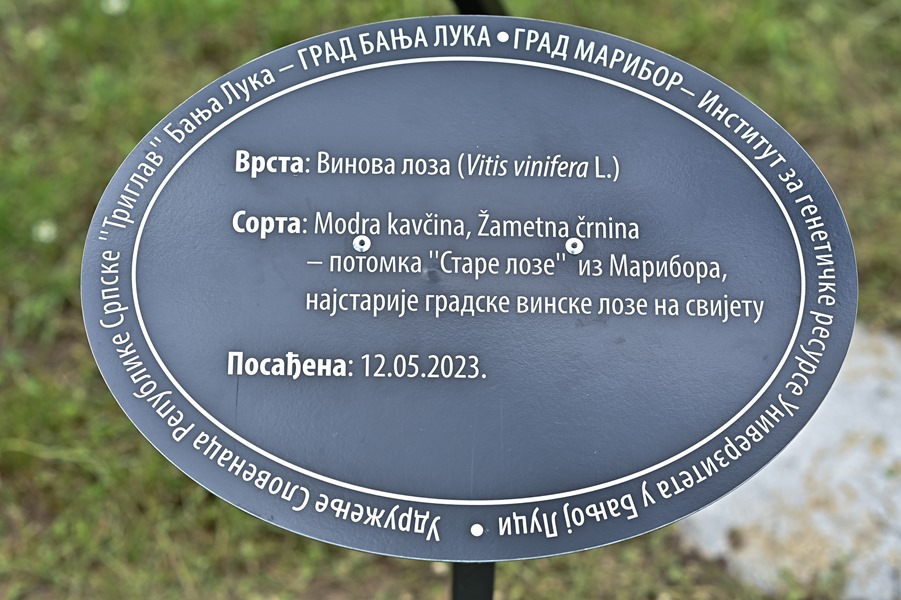 Удружење Словенаца Републике Српске "Триглав" Бања Лука – ГРАД БАЊА ЛУКА • ГРАД МАРИБОР – Институт за генетичке ресурсе Универзитета у Бањој Луци •
Врста: Винова лоза (Vitis vinifera L.)
Сорта: Modra kavčina, Žametna črnina
– потомка "Старе лозе" из Марибора,
најстарије градске винске лозе на свијету
Посађена: 12.05.2023.